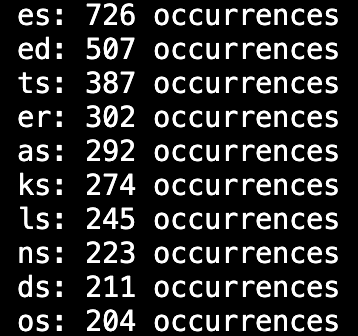 es: 726 occurrences
ed: 507 occurrences
ts: 387 occurrences
er: 302 occurrences
as: 292 occurrences
ks: 274 occurrences
ls: 245 occurrences
ns: 223 occurrences
ds: 211 occurrences
os: 204 occurrences